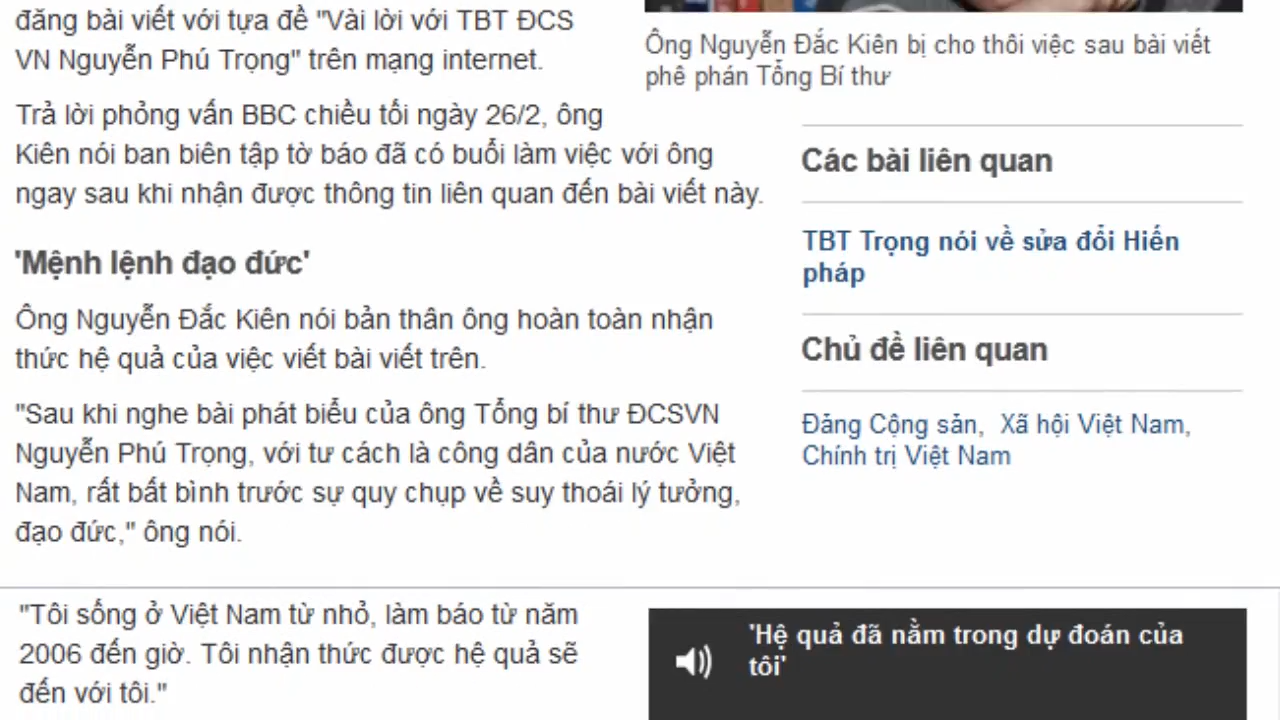 đăng bài viết với tựa đề "Vài lời với TBT ĐCS
VN Nguyễn Phú Trọng" trên mạng internet.
Trả lời phỏng vấn BBC chiều tối ngày 26/2, ông
Kiên nói ban biên tập tờ báo đã có buổi làm việc với ông
ngay sau khi nhận được thông tin liên quan đến bài viết này.
'Mệnh lệnh đạo đức'
Ông Nguyễn Đắc Kiên nói bản thân ông hoàn toàn nhận
thức hệ quả của việc viết bài viết trên.
"Sau khi nghe bài phát biểu của ông Tổng bí thư ĐCSVN
Nguyễn Phú Trọng, với tư cách là công dân của nước Việt
Nam, rất bất bình trước sự quy chụp về suy thoái lý tưởng,
đạo đức," ông nói.
"Tôi sống ở Việt Nam từ nhỏ, làm báo từ năm
2006 đến giờ. Tôi nhận thức được hệ quả sẽ
đến với tôi."
Ông Nguyễn Đắc Kiên bị cho thôi việc sau bài viết
phê phán Tổng Bí thư
Các bài liên quan
TBT Trọng nói về sửa đổi Hiến
pháp
Chủ đề liên quan
Đảng Cộng sản, Xã hội Việt Nam,
Chính trị Việt Nam
'Hệ quả đã nằm trong dự đoán của
tôi'